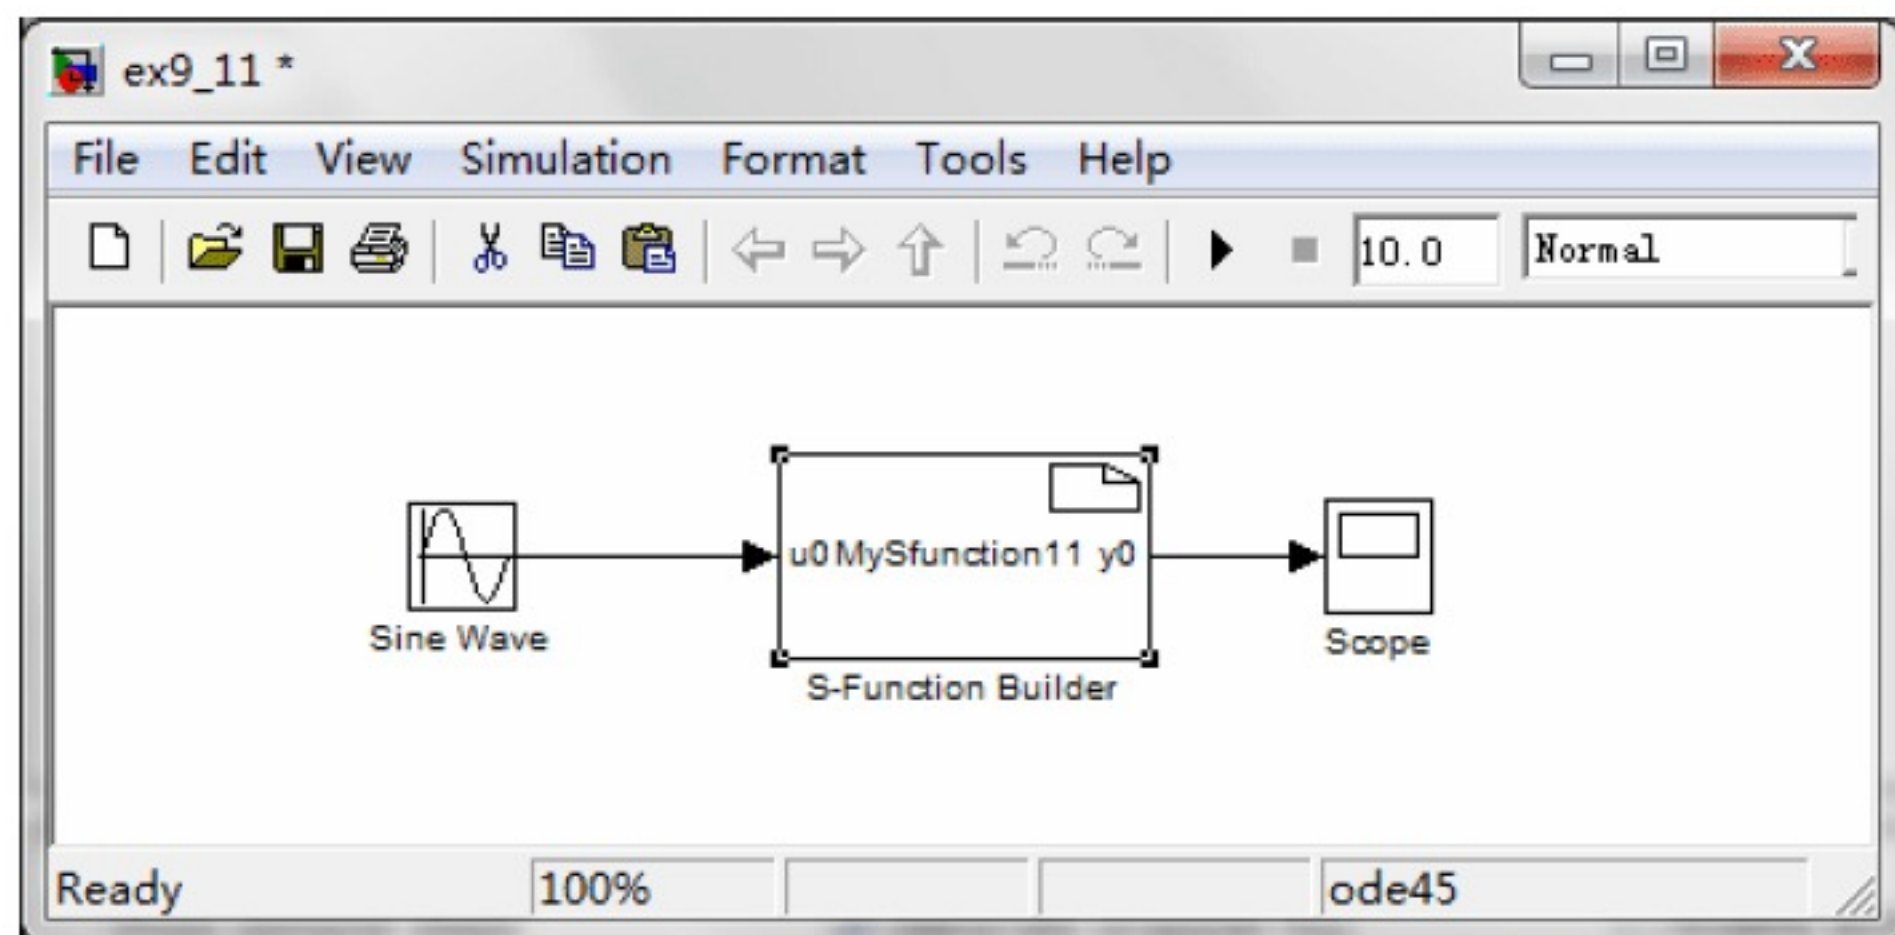 ex9_11 *
File Edit View Simulation Format Tools Help
10.0 Normal
u0 MySfunction11 y0
Sine Wave
Scope
S-Function Builder
Ready 100% ode45